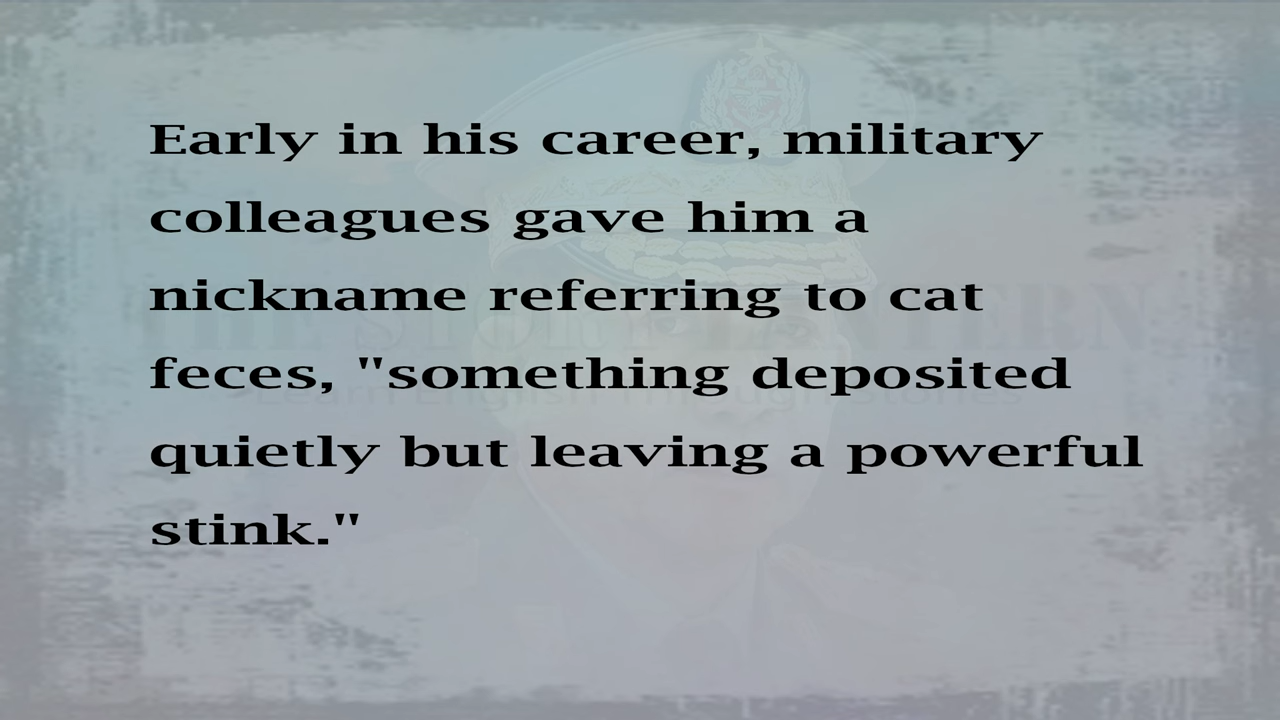 Early in his career, military
colleagues gave him a
nickname referring to cat
feces, "something deposited
quietly but leaving a powerful
stink."